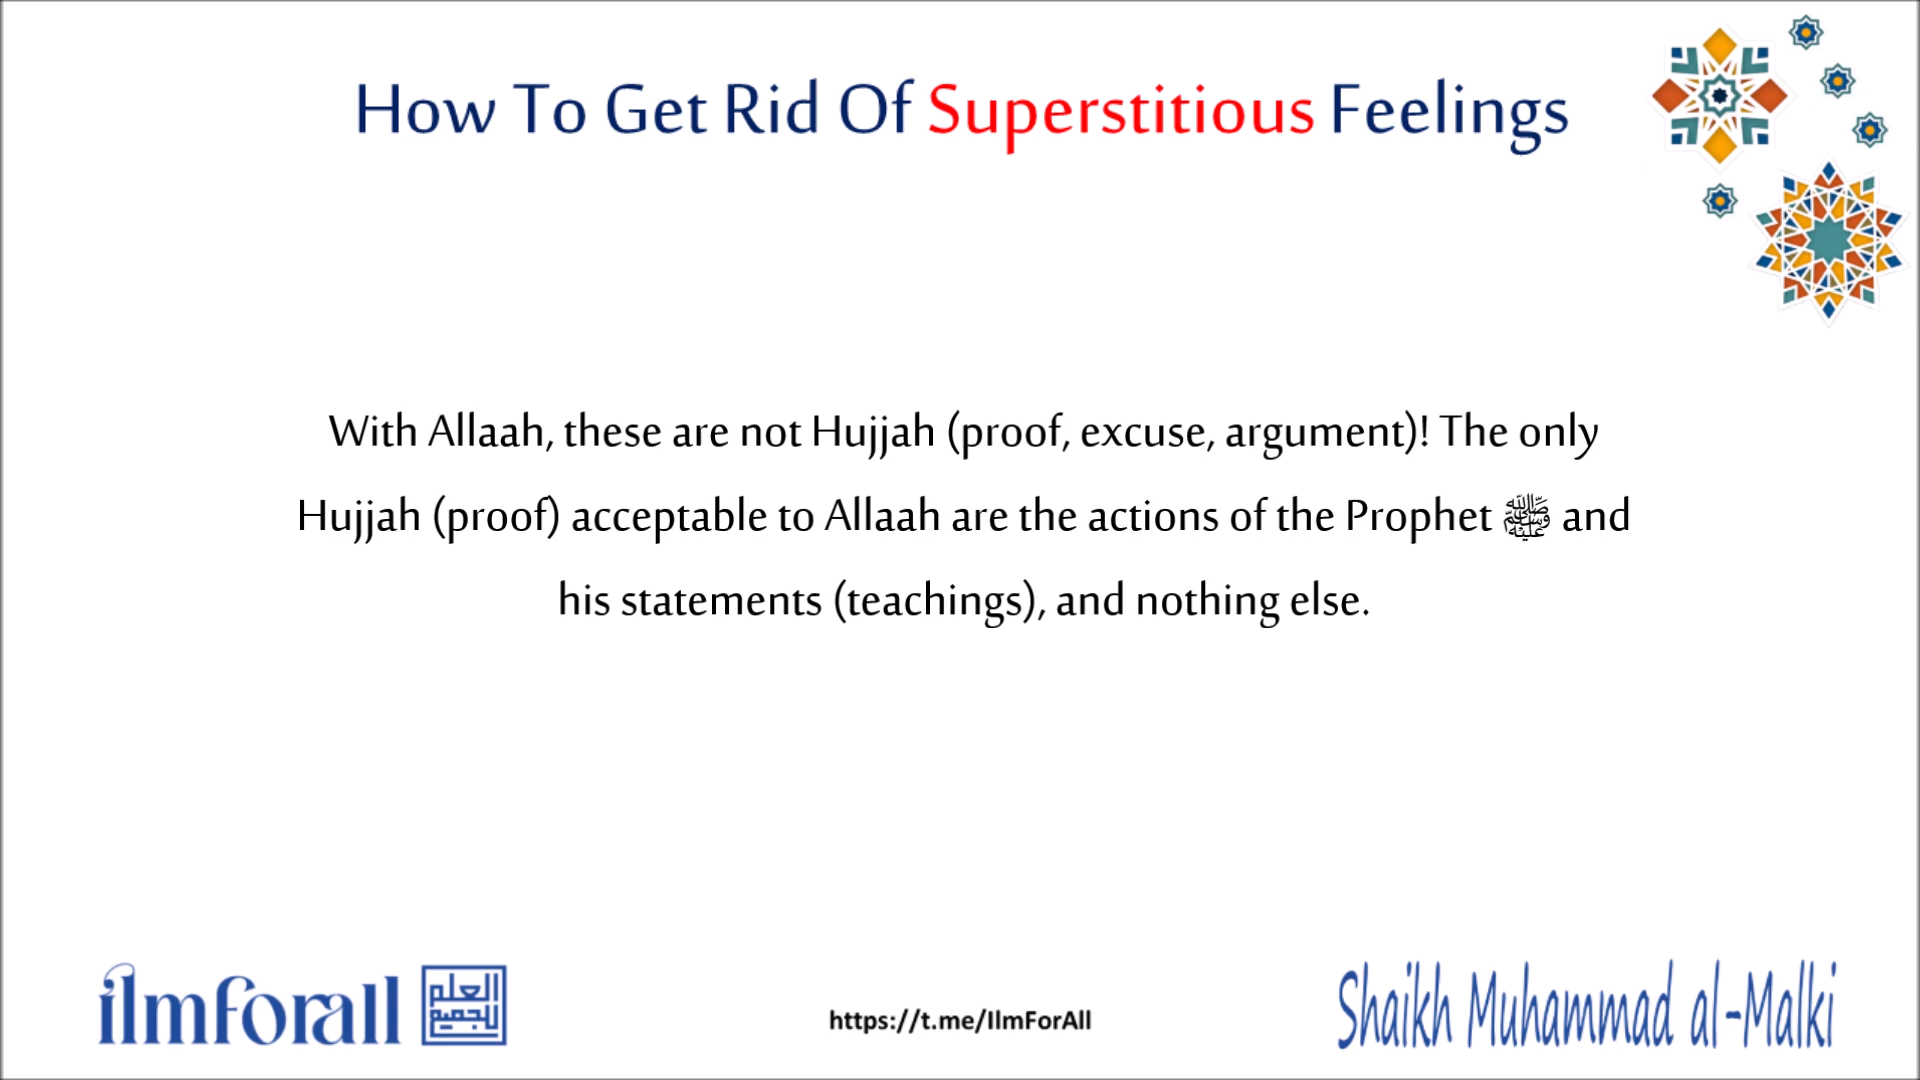 How To Get Rid Of Superstitious Feelings
With Allaah, these are not Hujjah (proof, excuse, argument)! The only
Hujjah (proof) acceptable to Allaah are the actions of the Prophet ﷺ and
his statements (teachings), and nothing else.
ilmforall
العلم
للجميع
https://t.me/IlmForAll
Shaikh Muhammad al-Malki